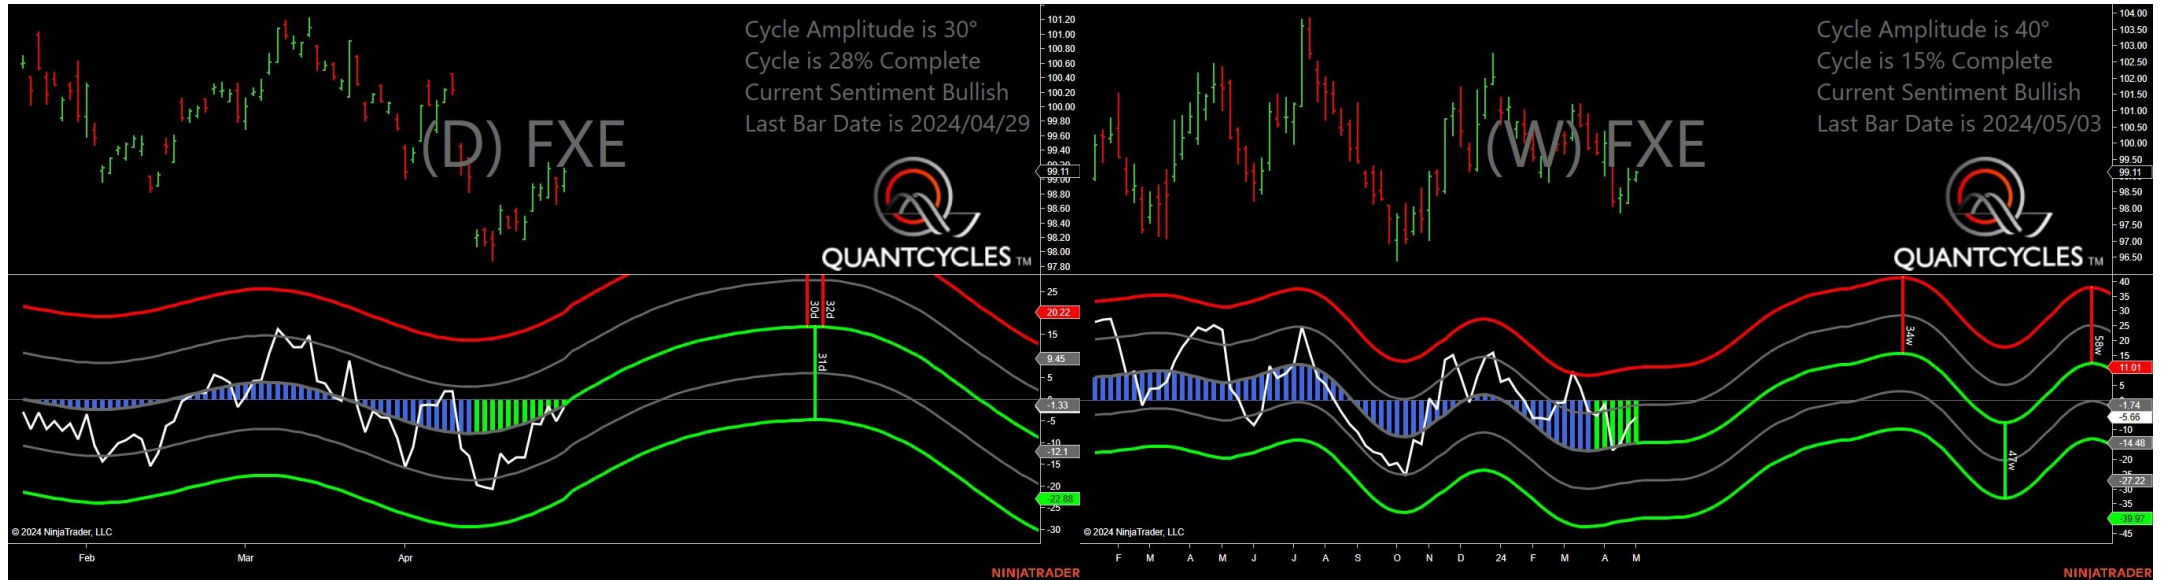 Cycle Amplitude is 30°
Cycle is 28% Complete
Current Sentiment Bullish
Last Bar Date is 2024/04/29
(D) FXE
QUANTCYCLES TM
101.20
101.00
100.80
100.60
100.40
100.20
100.00
99.80
99.60
99.40
99.11
99.00
98.80
98.60
98.40
98.20
98.00
97.80
30d
32d
31d
25
20.22
15
9.45
5
-1.33
-5
-10
-12.1
-15
-20
-22.88
-25
-30
© 2024 NinjaTrader, LLC
Feb
Mar
Apr
NINJATRADER
Cycle Amplitude is 40°
Cycle is 15% Complete
Current Sentiment Bullish
Last Bar Date is 2024/05/03
(W) FXE
QUANTCYCLES TM
104.00
103.50
103.00
102.50
102.00
101.50
101.00
100.50
100.00
99.50
99.11
98.50
98.00
97.50
97.00
96.50
34w
58w
47w
40
35
30
25
20
15
11.01
5
-1.74
-5.66
-10
-14.48
-20
-27.22
-30
-35
-39.97
-45
© 2024 NinjaTrader, LLC
F
M
A
M
J
J
A
S
O
N
D
24
F
M
A
M
NINJATRADER